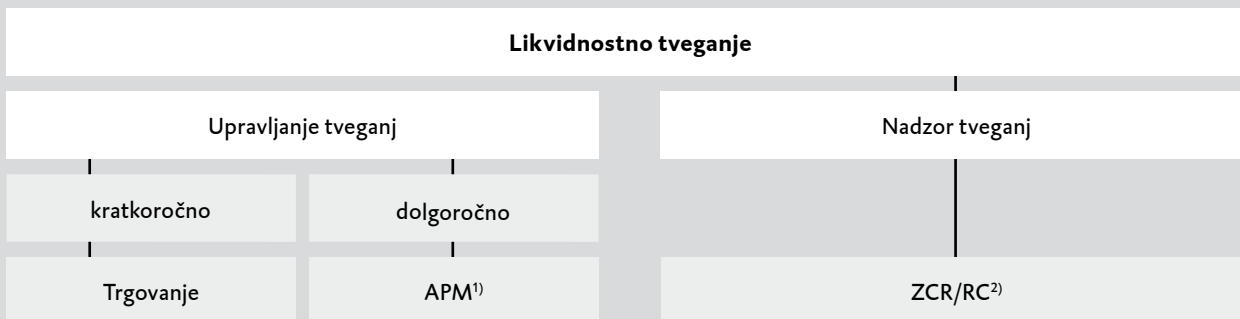 Likvidnostno tveganje
Upravljanje tveganj
Nadzor tveganj
kratkoročno
dolgoročno
Trgovanje
APM¹⁾
ZCR/RC²⁾